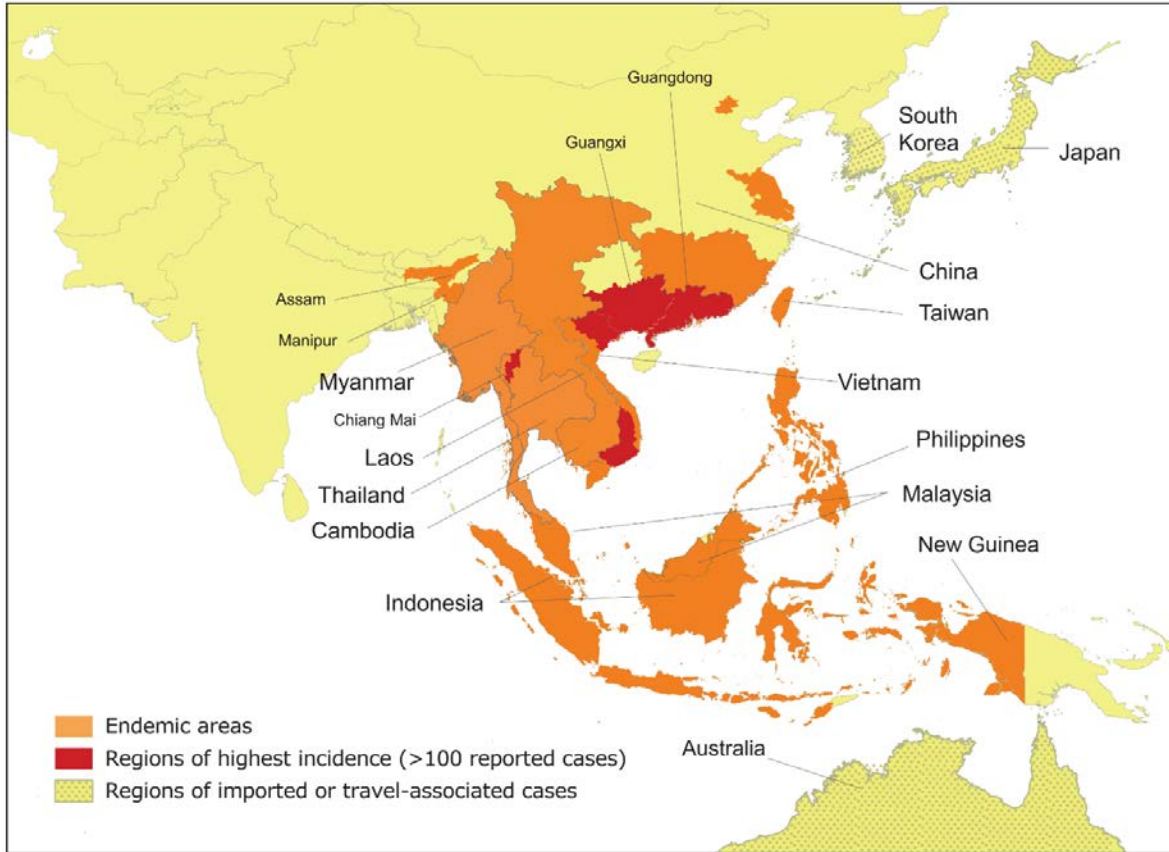 Guangdong
South
Korea
Guangxi
Japan
China
Assam
Taiwan
Manipur
Myanmar
Vietnam
Chiang Mai
Philippines
Laos
Malaysia
Thailand
Cambodia
New Guinea
Indonesia
Endemic areas
Regions of highest incidence (>100 reported cases)
Australia
Regions of imported or travel-associated cases